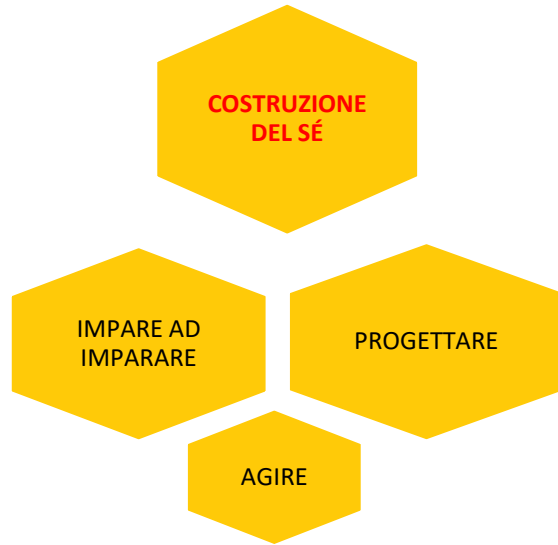 COSTRUZIONE
DEL SÉ
IMPARE AD
IMPARARE
PROGETTARE
AGIRE